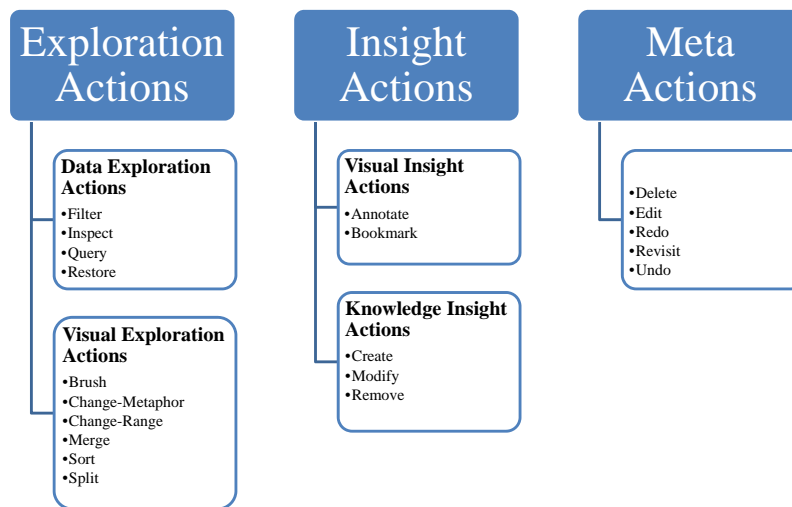 Exploration
Actions
Data Exploration
Actions
•Filter
•Inspect
•Query
•Restore
Visual Exploration
Actions
•Brush
•Change-Metaphor
•Change-Range
•Merge
•Sort
•Split
Insight
Actions
Visual Insight
Actions
•Annotate
•Bookmark
Knowledge Insight
Actions
•Create
•Modify
•Remove
Meta
Actions
•Delete
•Edit
•Redo
•Revisit
•Undo